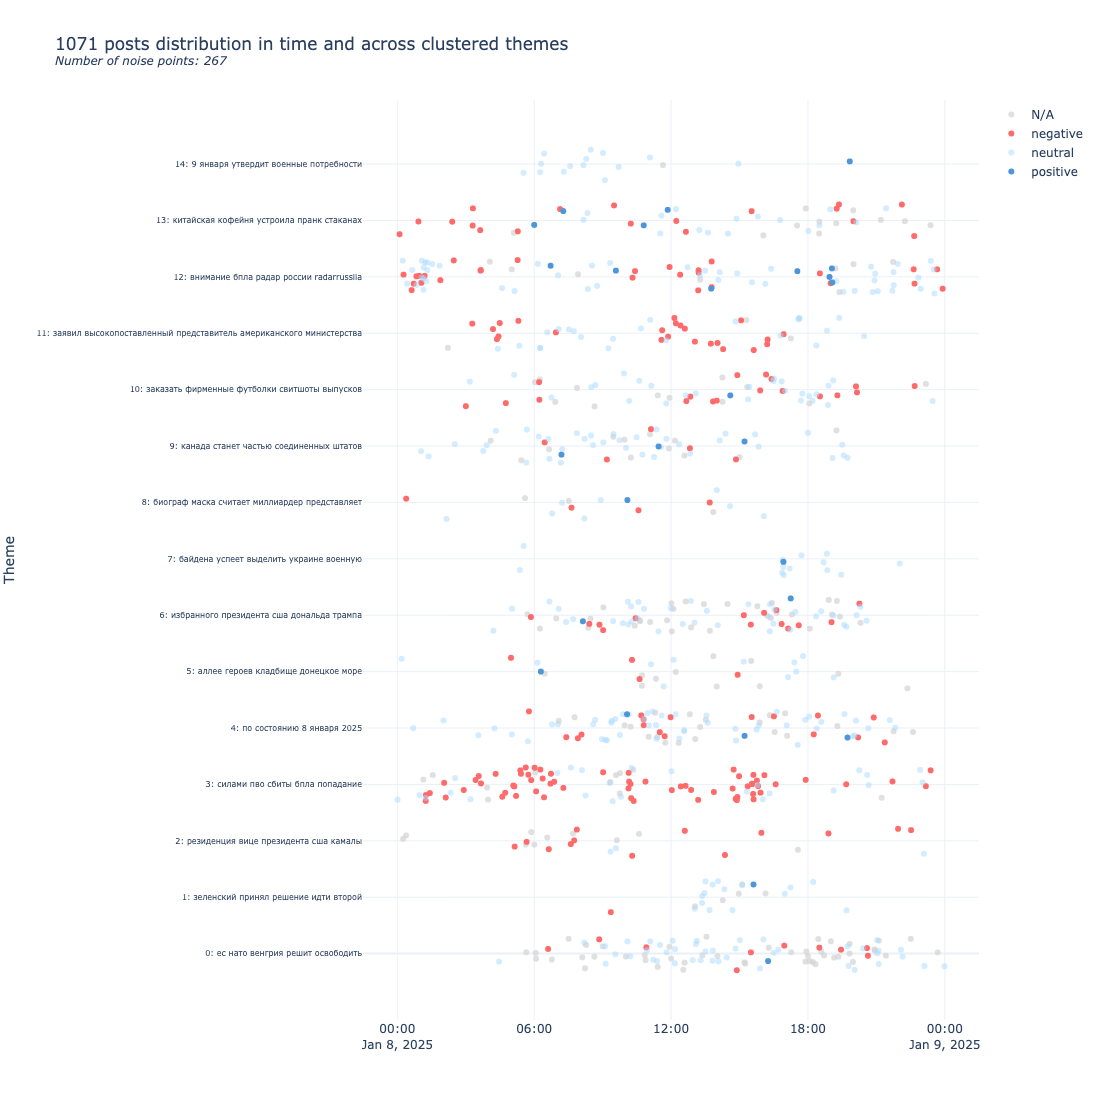 1071 posts distribution in time and across clustered themes
Number of noise points: 267
N/A
negative
neutral
positive
14: 9 января утвердит военные потребности
13: китайская кофейня устроила пранк стаканах
12: внимание бпла радар россии radarrussiia
11: заявил высокопоставленный представитель американского министерства
10: заказать фирменные футболки свитшоты выпусков
9: канада станет частью соединенных штатов
8: биограф маска считает миллиардер представляет
7: байдена успеет выделить украине военную
6: избранного президента сша дональда трампа
5: аллее героев кладбище донецкое море
4: по состоянию 8 января 2025
3: силами пво сбиты бпла попадание
2: резиденция вице президента сша камалы
1: зеленский принял решение идти второй
0: ес нато венгрия решит освободить
Theme
00:00 06:00 12:00 18:00 00:00
Jan 8, 2025 Jan 9, 2025